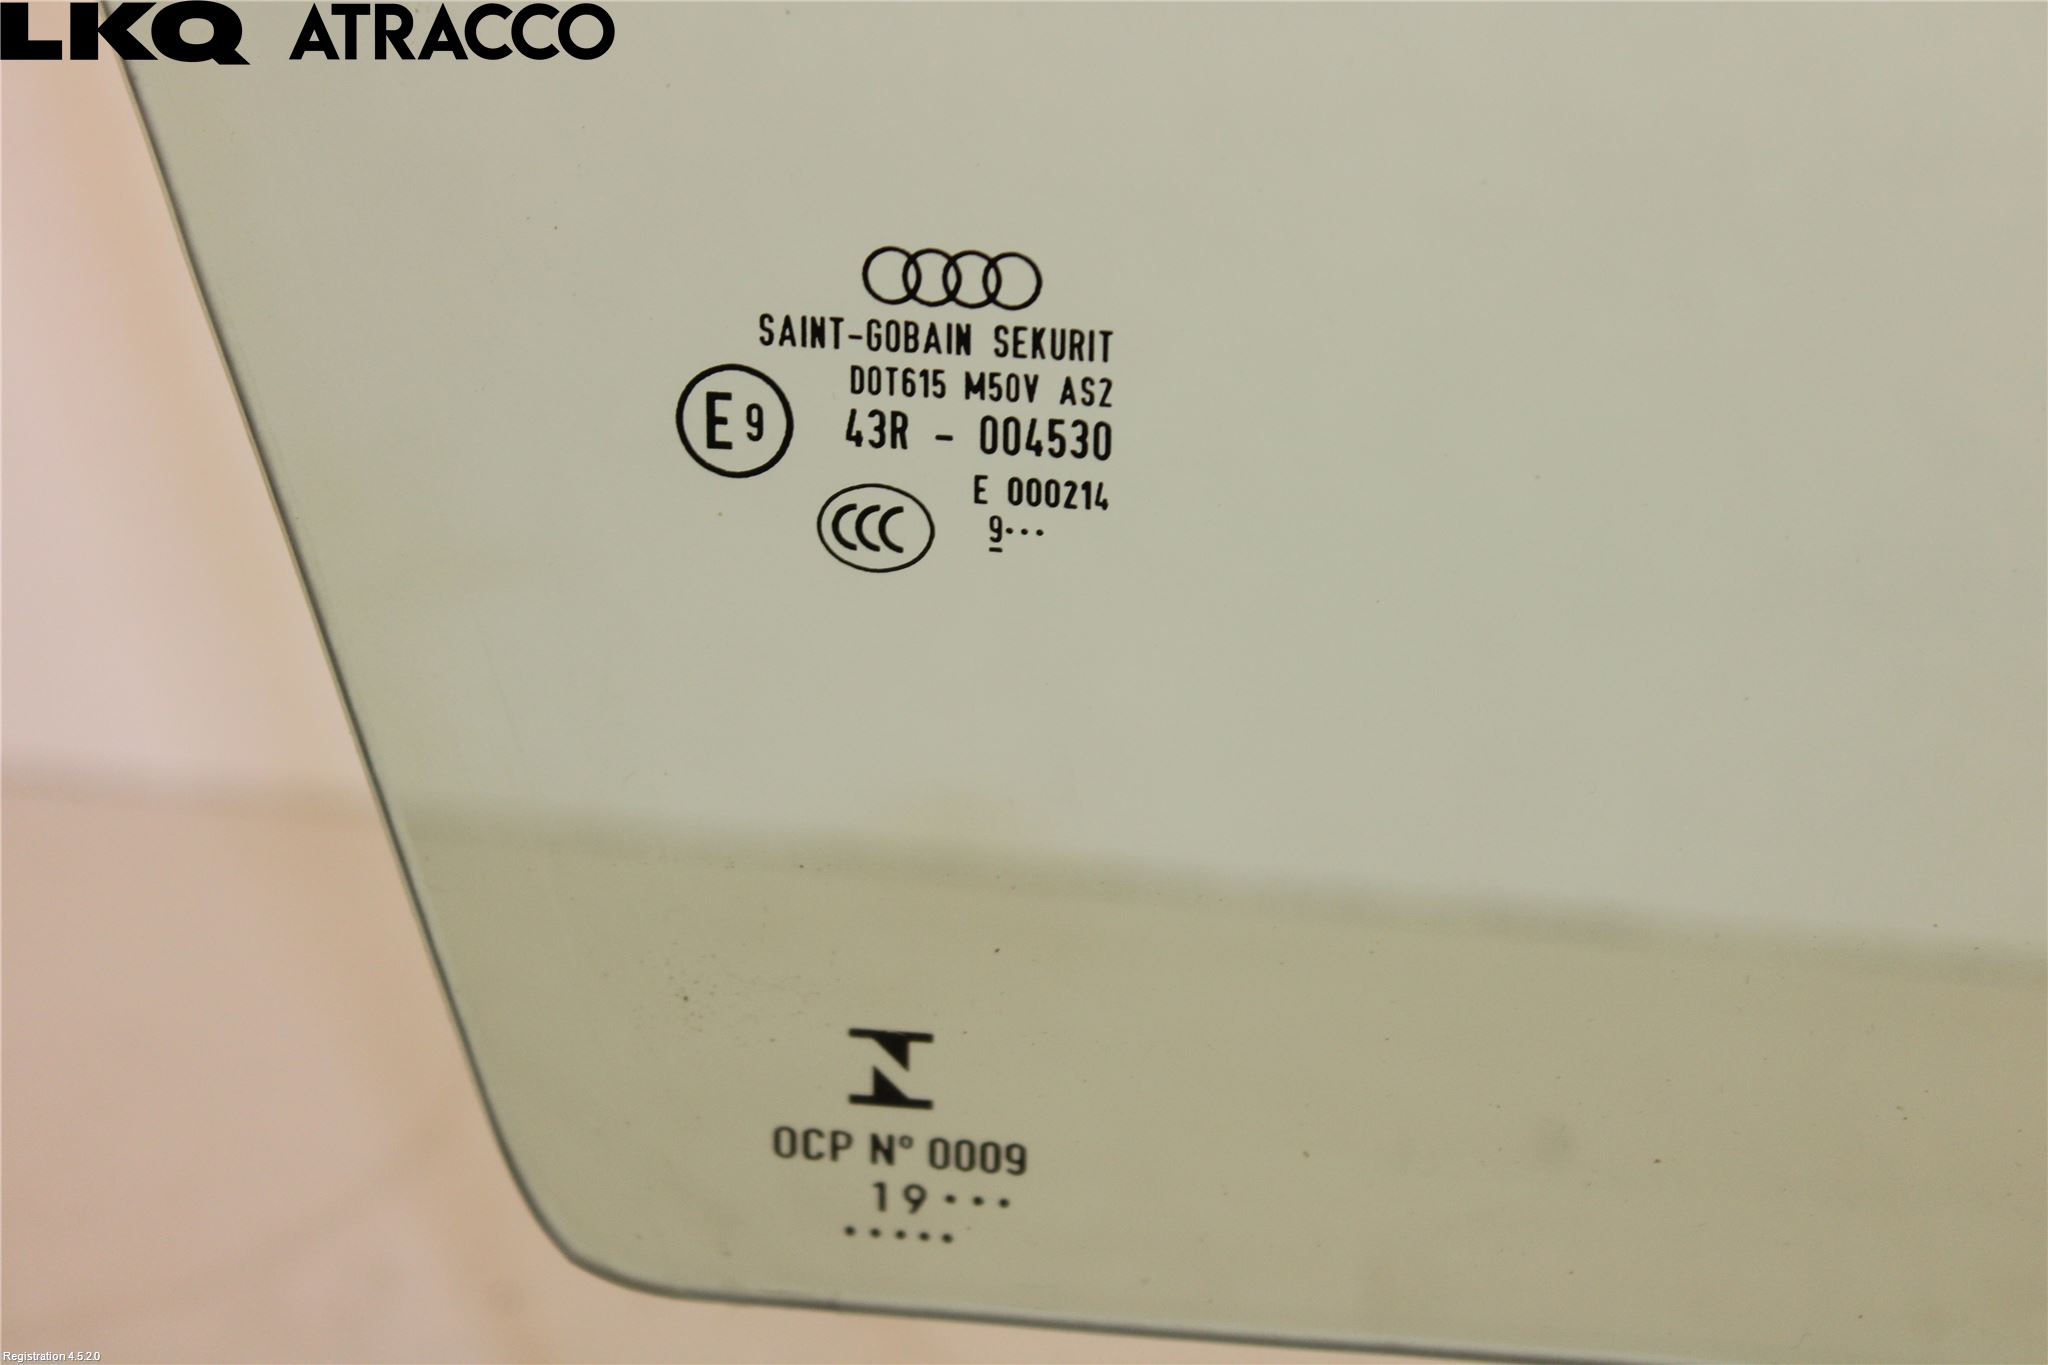 LKQ ATRACCO
SAINT-GOBAIN SEKURIT
DOT615 M50V AS2
E9 43R - 004530
E 000214
CCC 9...
OCP Nº 0009
19...
.....
Registration 4.5.2.0